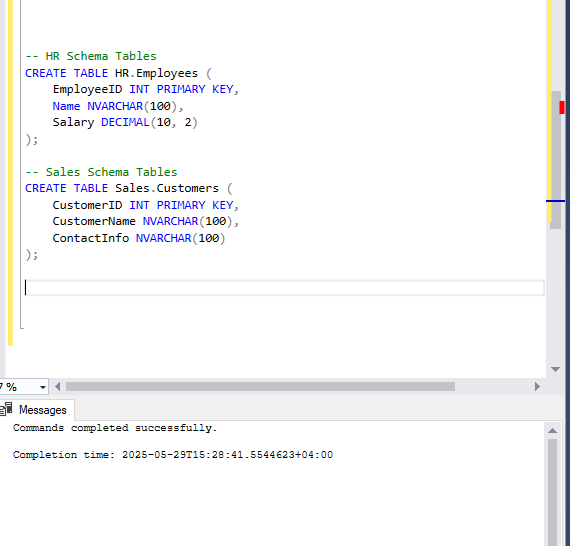 -- HR Schema Tables
CREATE TABLE HR.Employees (
    EmployeeID INT PRIMARY KEY,
    Name NVARCHAR(100),
    Salary DECIMAL(10, 2)
);
-- Sales Schema Tables
CREATE TABLE Sales.Customers (
    CustomerID INT PRIMARY KEY,
    CustomerName NVARCHAR(100),
    ContactInfo NVARCHAR(100)
);
7 %
Messages
Commands completed successfully.
Completion time: 2025-05-29T15:28:41.5544623+04:00